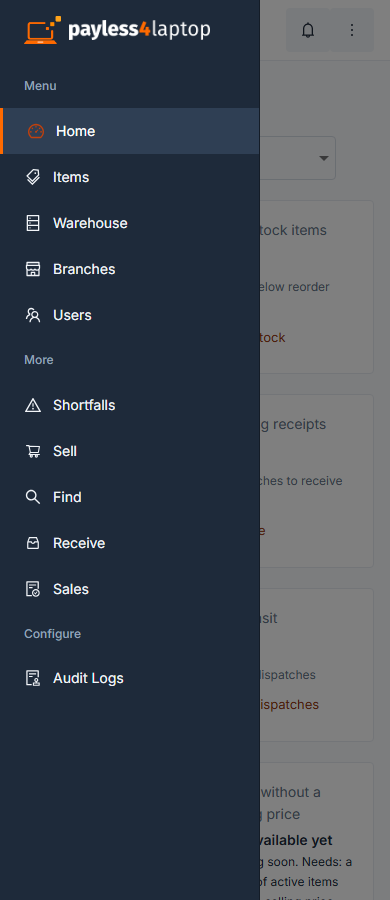 payless4laptop
Menu
Home
Items
tock items
Warehouse
Branches
elow reorder
Users
tock
More
Shortfalls
g receipts
Sell
ches to receive
Find
e
Receive
Sales
nsit
Configure
Audit Logs
dispatches
ispatches
without a
g price
vailable yet
g soon. Needs: a
of active items